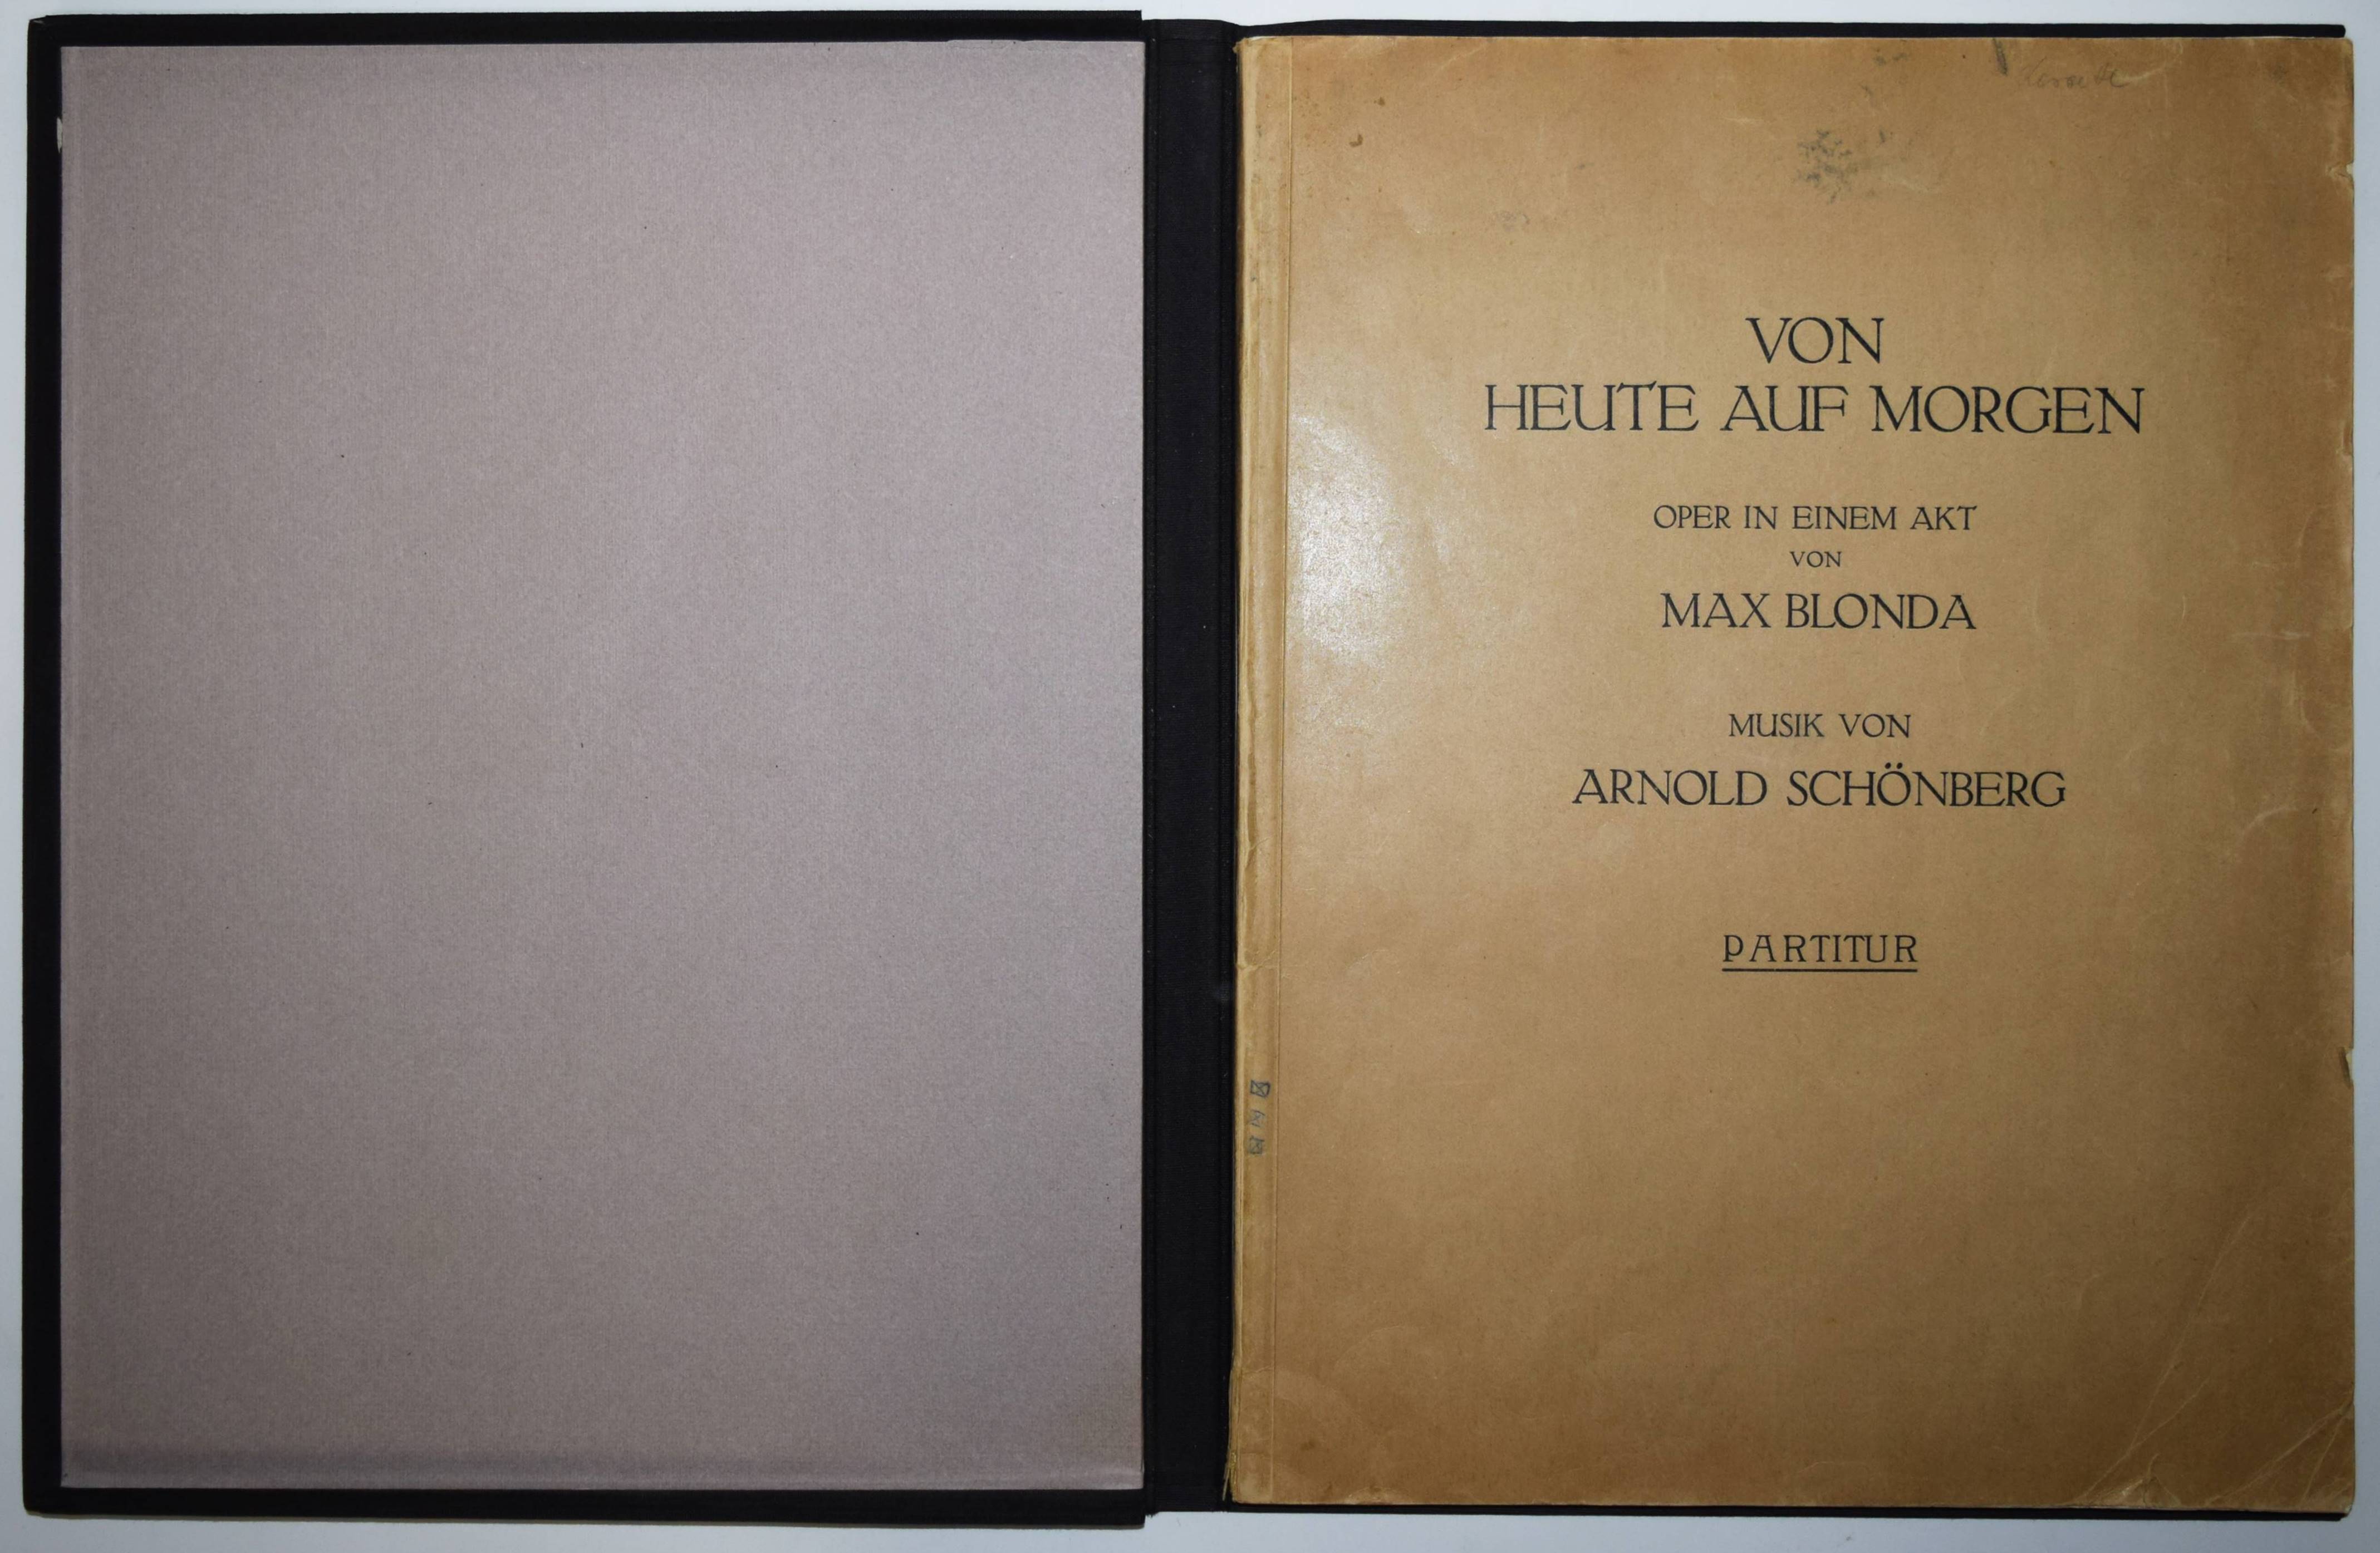 VON
HEUTE AUF MORGEN
OPER IN EINEM AKT
VON
MAX BLONDA
MUSIK VON
ARNOLD SCHÖNBERG
PARTITUR